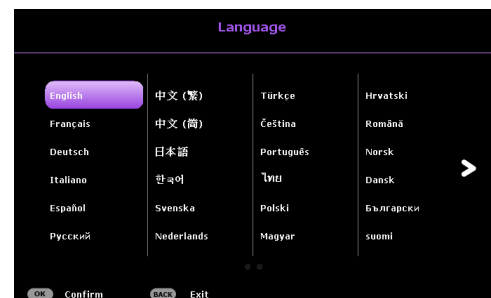 Language
English
Français
Deutsch
Italiano
Español
Русский
中文 (繁)
中文 (简)
日本語
한국어
Svenska
Nederlands
Türkçe
Čeština
Português
ไทย
Polski
Magyar
Hrvatski
Română
Norsk
Dansk
Български
suomi
OK Confirm BACK Exit